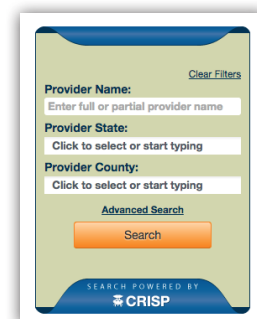 Clear Filters
Provider Name:
Enter full or partial provider name
Provider State:
Click to select or start typing
Provider County:
Click to select or start typing
Advanced Search
Search
SEARCH POWERED BY
CRISP